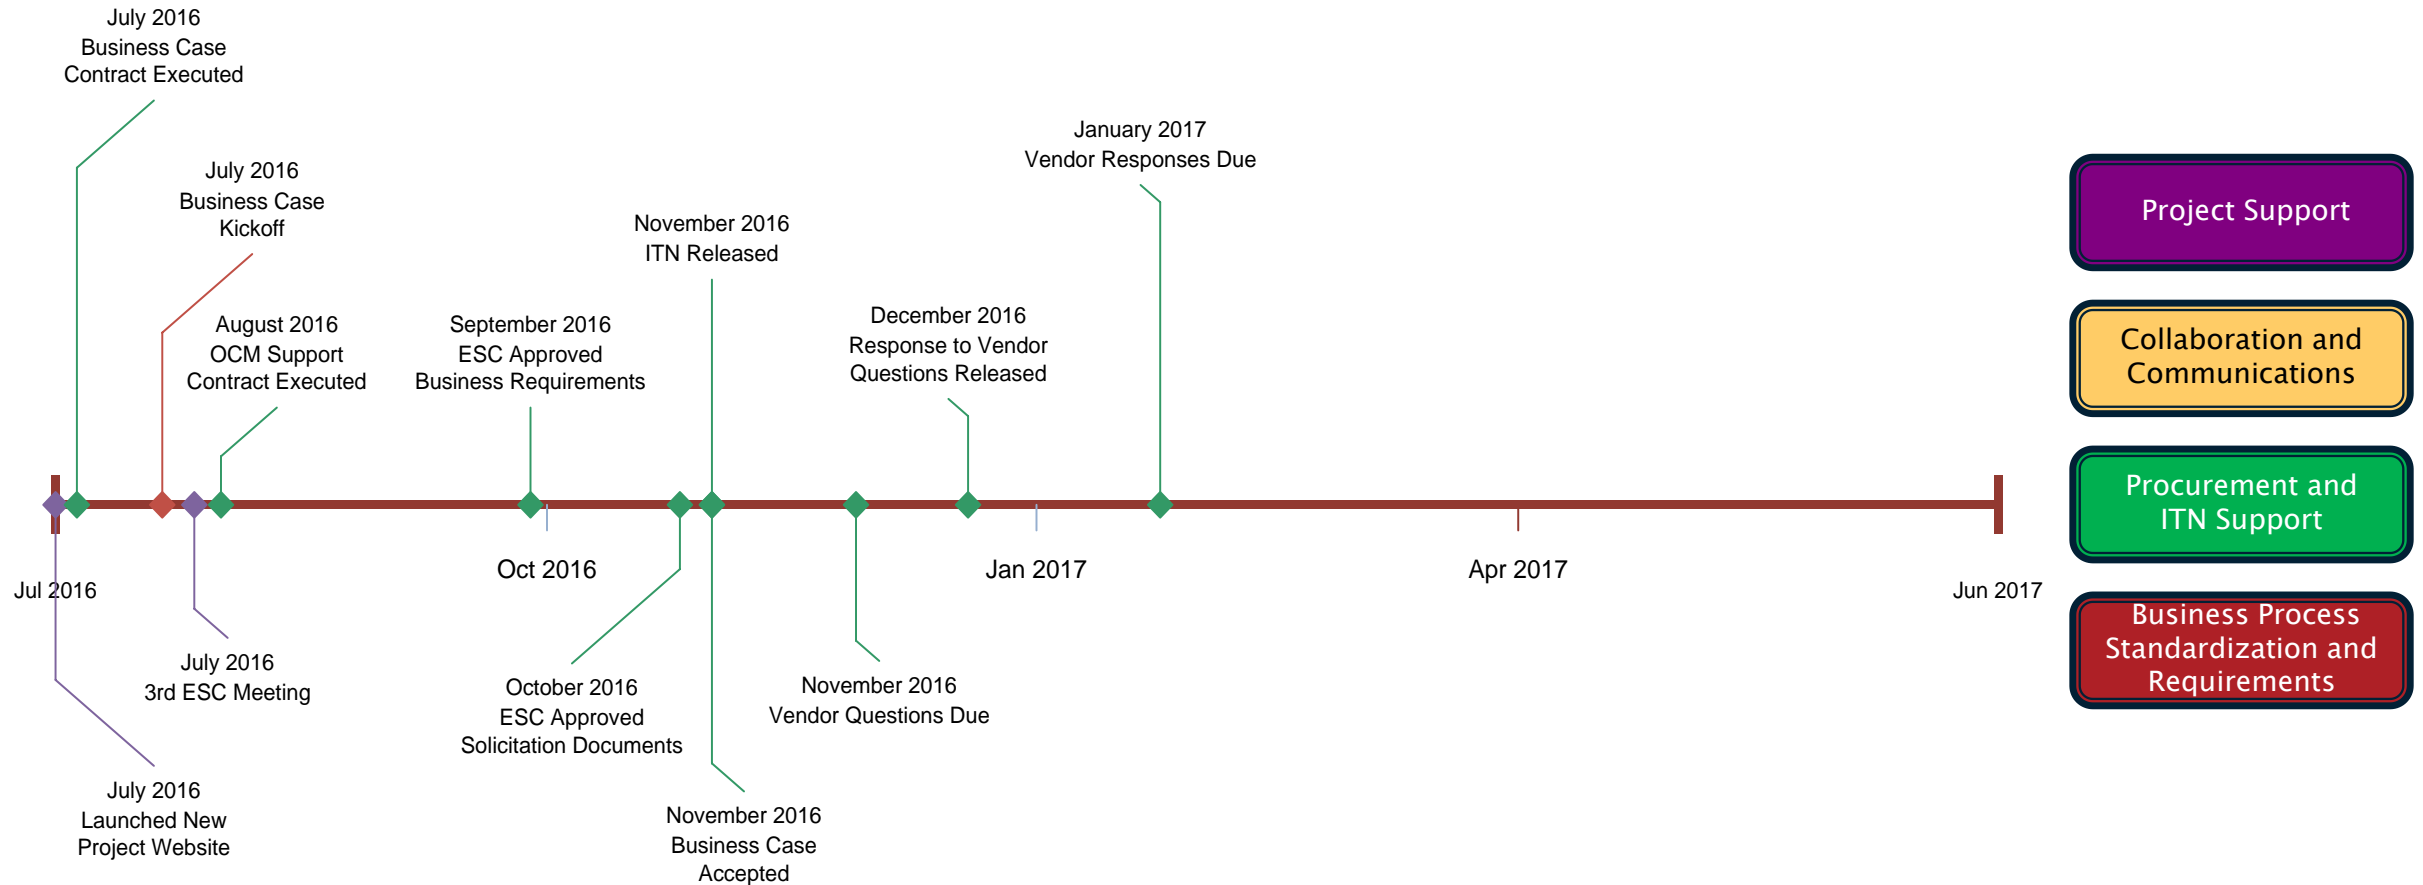 July 2016
Business Case
Contract Executed
July 2016
Business Case
Kickoff
August 2016
OCM Support
Contract Executed
September 2016
ESC Approved
Business Requirements
November 2016
ITN Released
December 2016
Response to Vendor
Questions Released
January 2017
Vendor Responses Due
Jul 2016
Oct 2016
Jan 2017
Apr 2017
Jun 2017
July 2016
Launched New
Project Website
July 2016
3rd ESC Meeting
October 2016
ESC Approved
Solicitation Documents
November 2016
Business Case
Accepted
November 2016
Vendor Questions Due
Project Support
Collaboration and
Communications
Procurement and
ITN Support
Business Process
Standardization and
Requirements